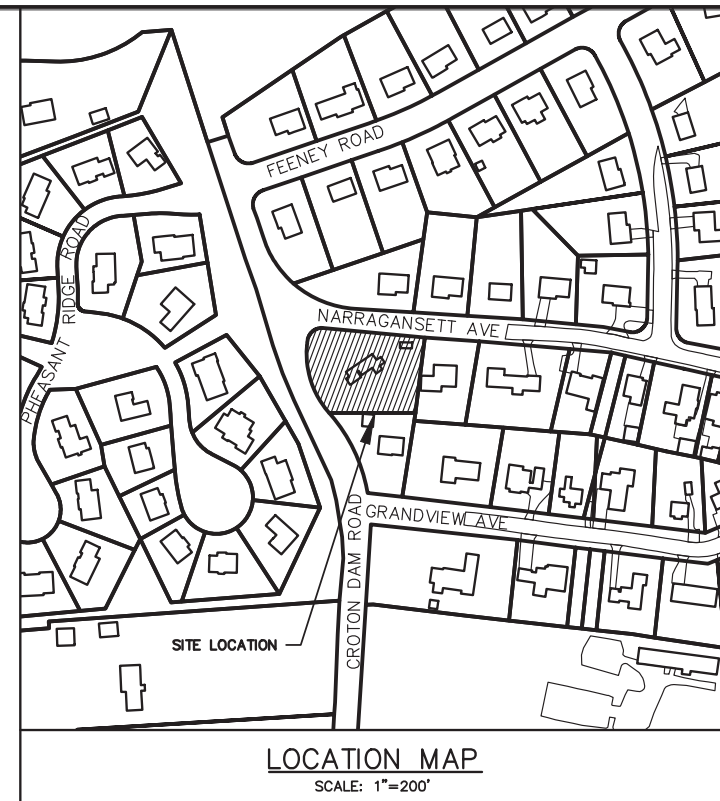 FEENEY ROAD
PHEASANT RIDGE ROAD
NARRAGANSETT AVE
GRANDVIEW AVE
CROTON DAM ROAD
SITE LOCATION
LOCATION MAP
SCALE: 1"=200'